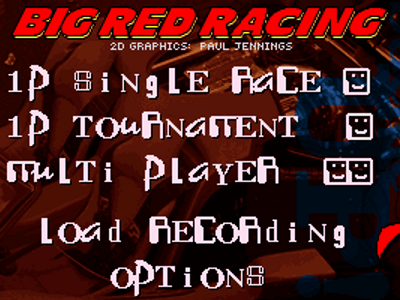 BIG RED RACING
2D GRAPHICS: PAUL JENNINGS
1P SiNgLE RaCE
1P TOuRNamENT
muLTi PLaYER
LOad RECORdiNg
OPTiONS